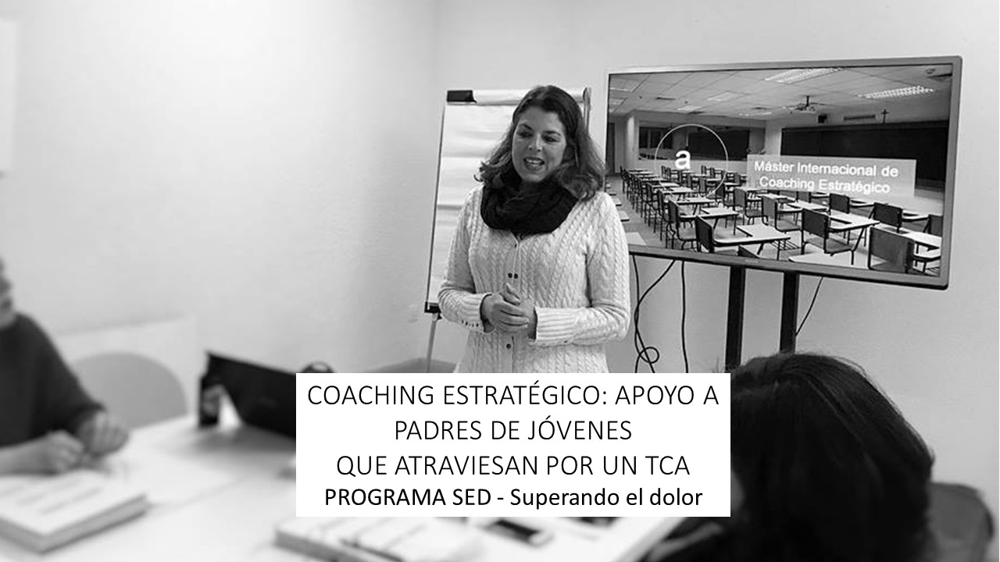 a
Máster Internacional de
Coaching Estratégico
COACHING ESTRATÉGICO: APOYO A
PADRES DE JÓVENES
QUE ATRAVIESAN POR UN TCA
PROGRAMA SED - Superando el dolor